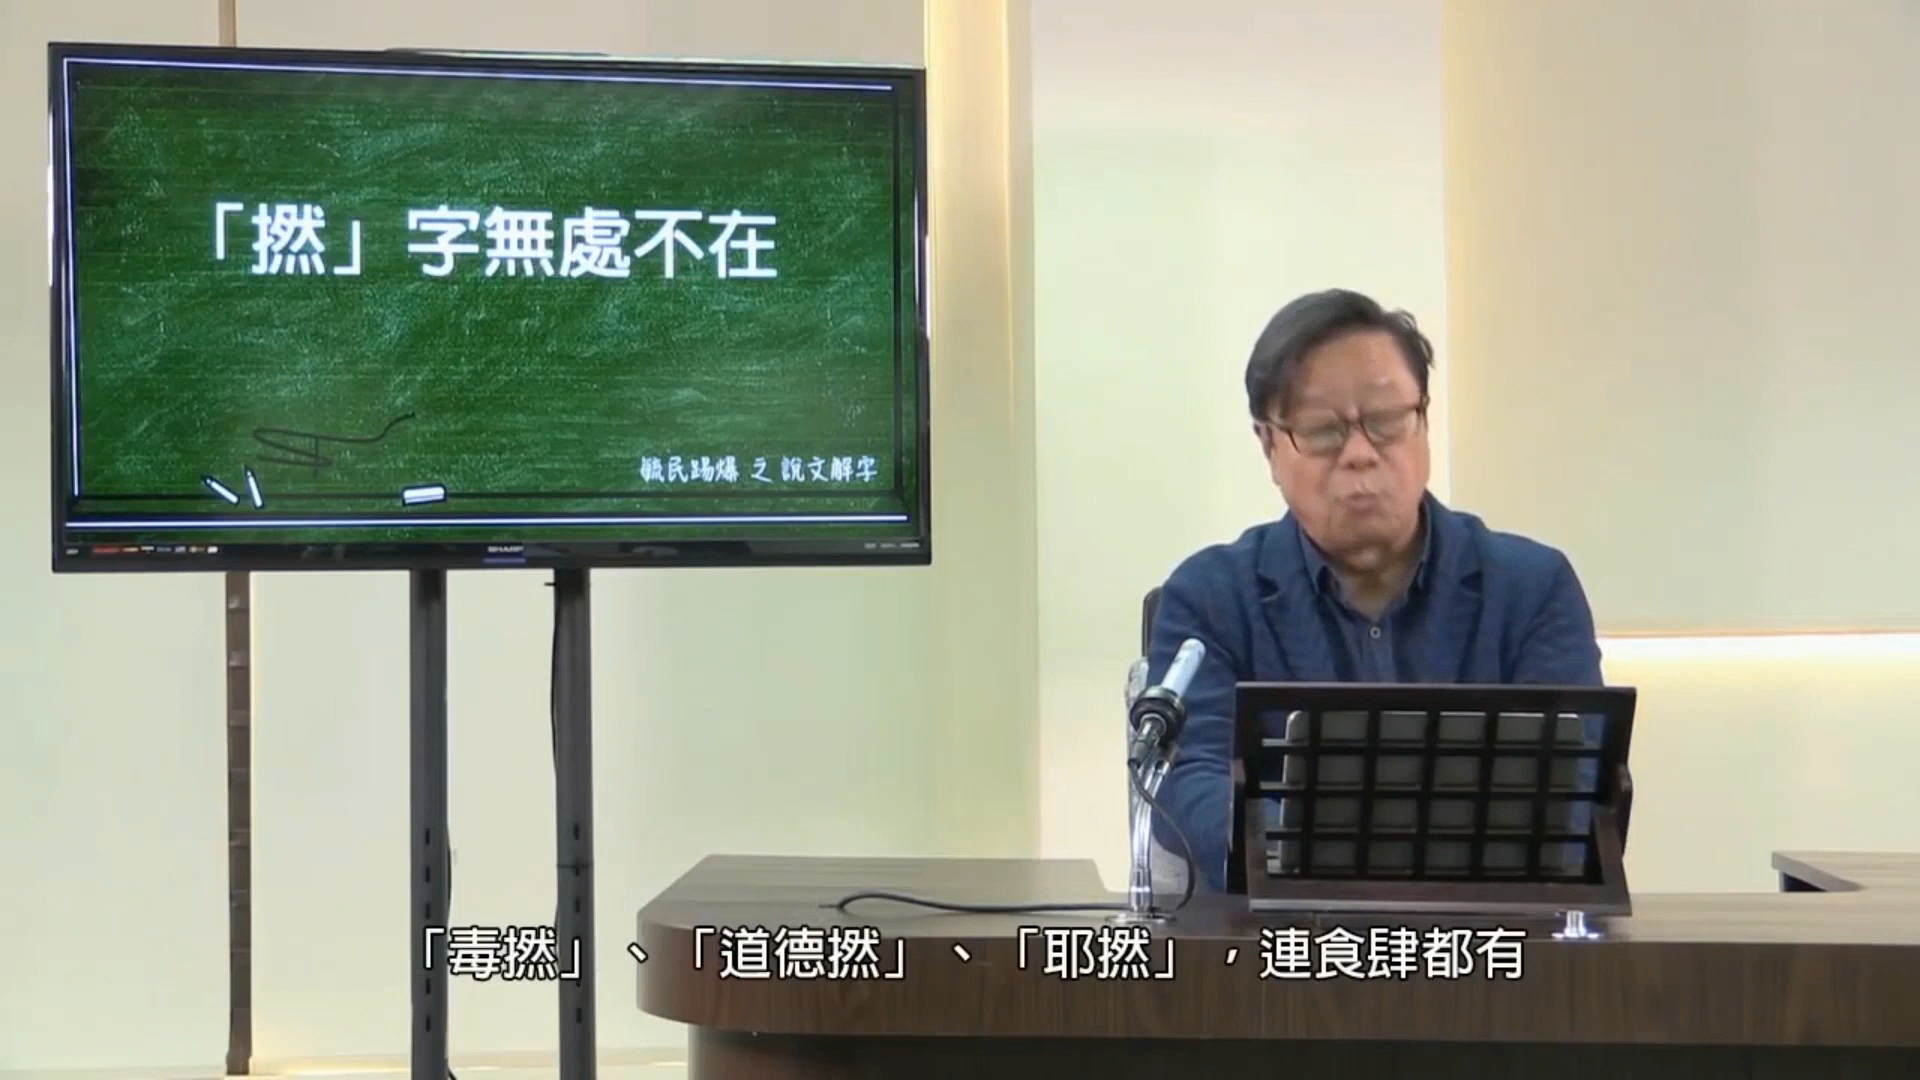 「撚」字無處不在
毓民踢爆 之 說文解字
SHARP
「毒撚」、「道德撚」、「耶撚」，連食肆都有